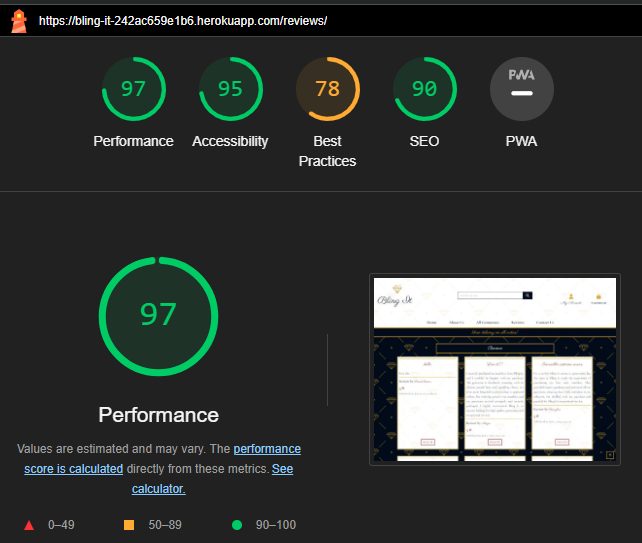 https://bling-it-242ac659e1b6.herokuapp.com/reviews/
97 95 78 90 PWA
Performance Accessibility Best Practices SEO PWA
97
Bling It
Performance
Values are estimated and may vary. The performance
score is calculated directly from these metrics. See
calculator.
0–49 50–89 90–100